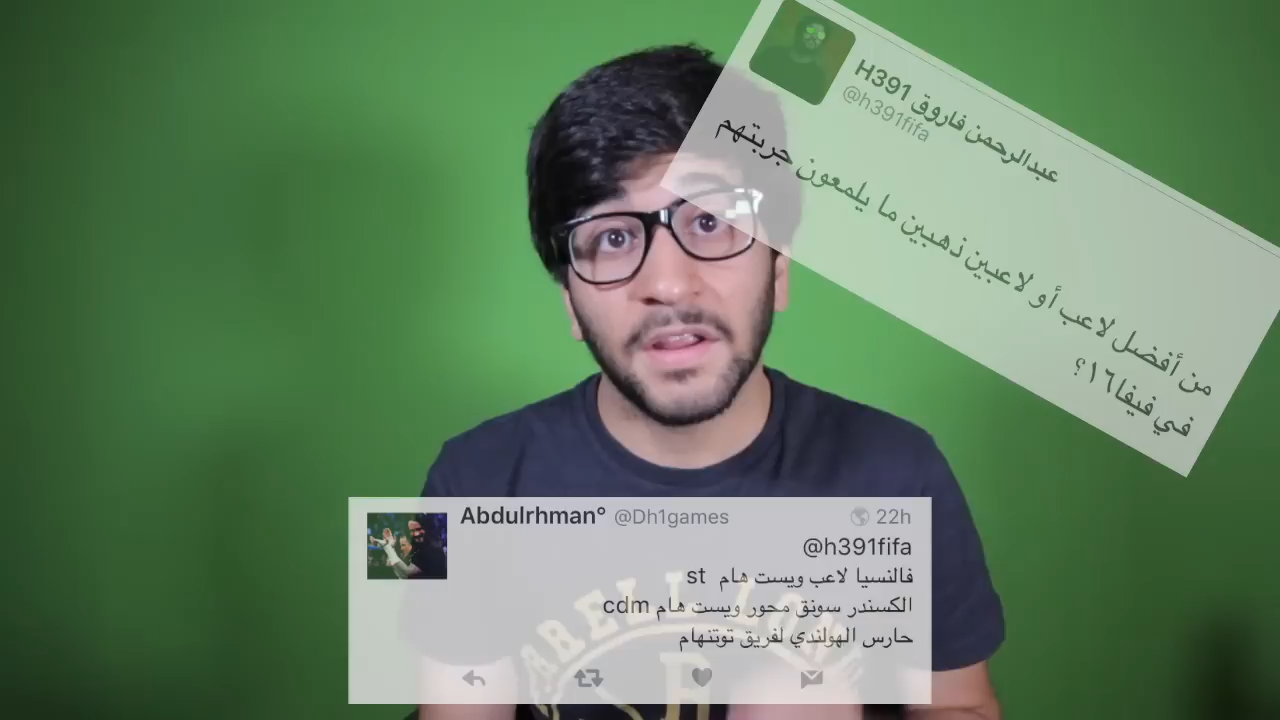 عبدالرحمن فاروق H391
@h391fifa
من أفضل لاعب أو لاعبين ذهبين ما يلمعون جربتهم
في فيفا١٦؟
Abdulrhman° @Dh1games 22h
@h391fifa
فالنسيا لاعب ويست هام st
الكسندر سونق محور ويست هام cdm
حارس الهولندي لفريق توتنهام